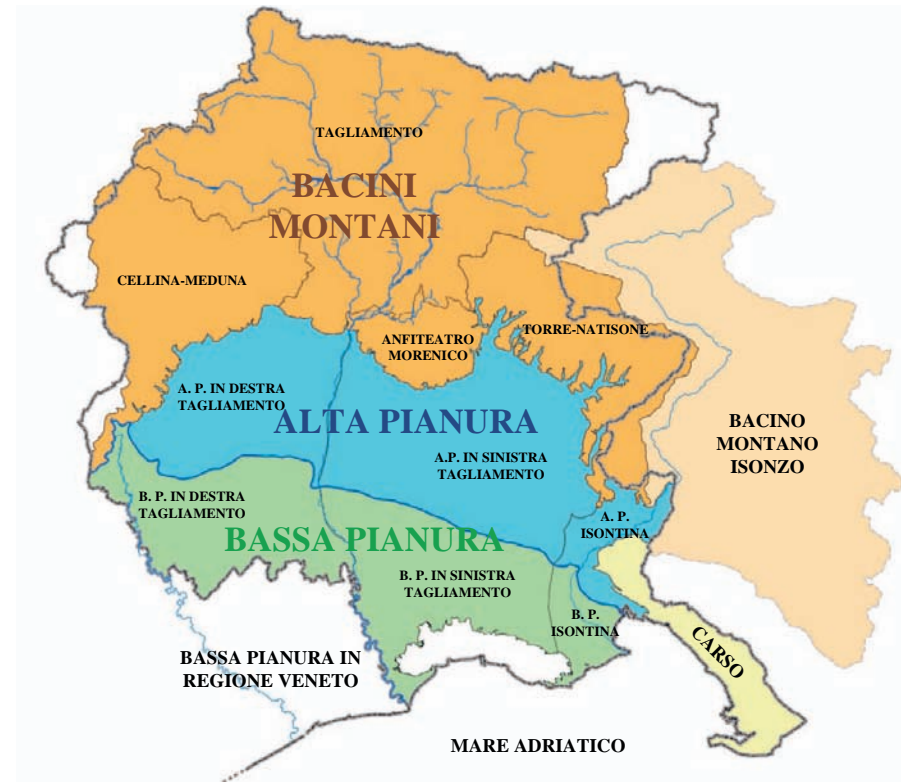 TAGLIAMENTO
BACINI
MONTANI
CELLINA-MEDUNA
ANFITEATRO
MORENICO
TORRE-NATISONE
A. P. IN DESTRA
TAGLIAMENTO
ALTA PIANURA
A.P. IN SINISTRA
TAGLIAMENTO
BACINO
MONTANO
ISONZO
B. P. IN DESTRA
TAGLIAMENTO
A. P.
ISONTINA
BASSA PIANURA
B. P. IN SINISTRA
TAGLIAMENTO
B. P.
ISONTINA
CARSO
BASSA PIANURA IN
REGIONE VENETO
MARE ADRIATICO